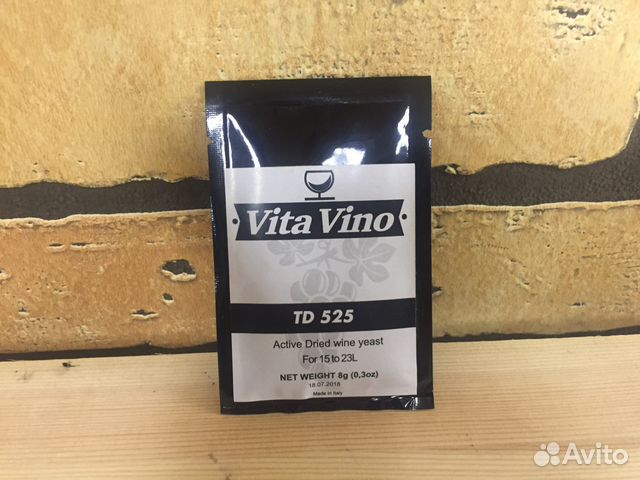 Vita Vino
TD 525
Active Dried wine yeast
For 15 to 23L
NET WEIGHT 8g (0,3oz)
18.07.2018
Made in Italy
Avito